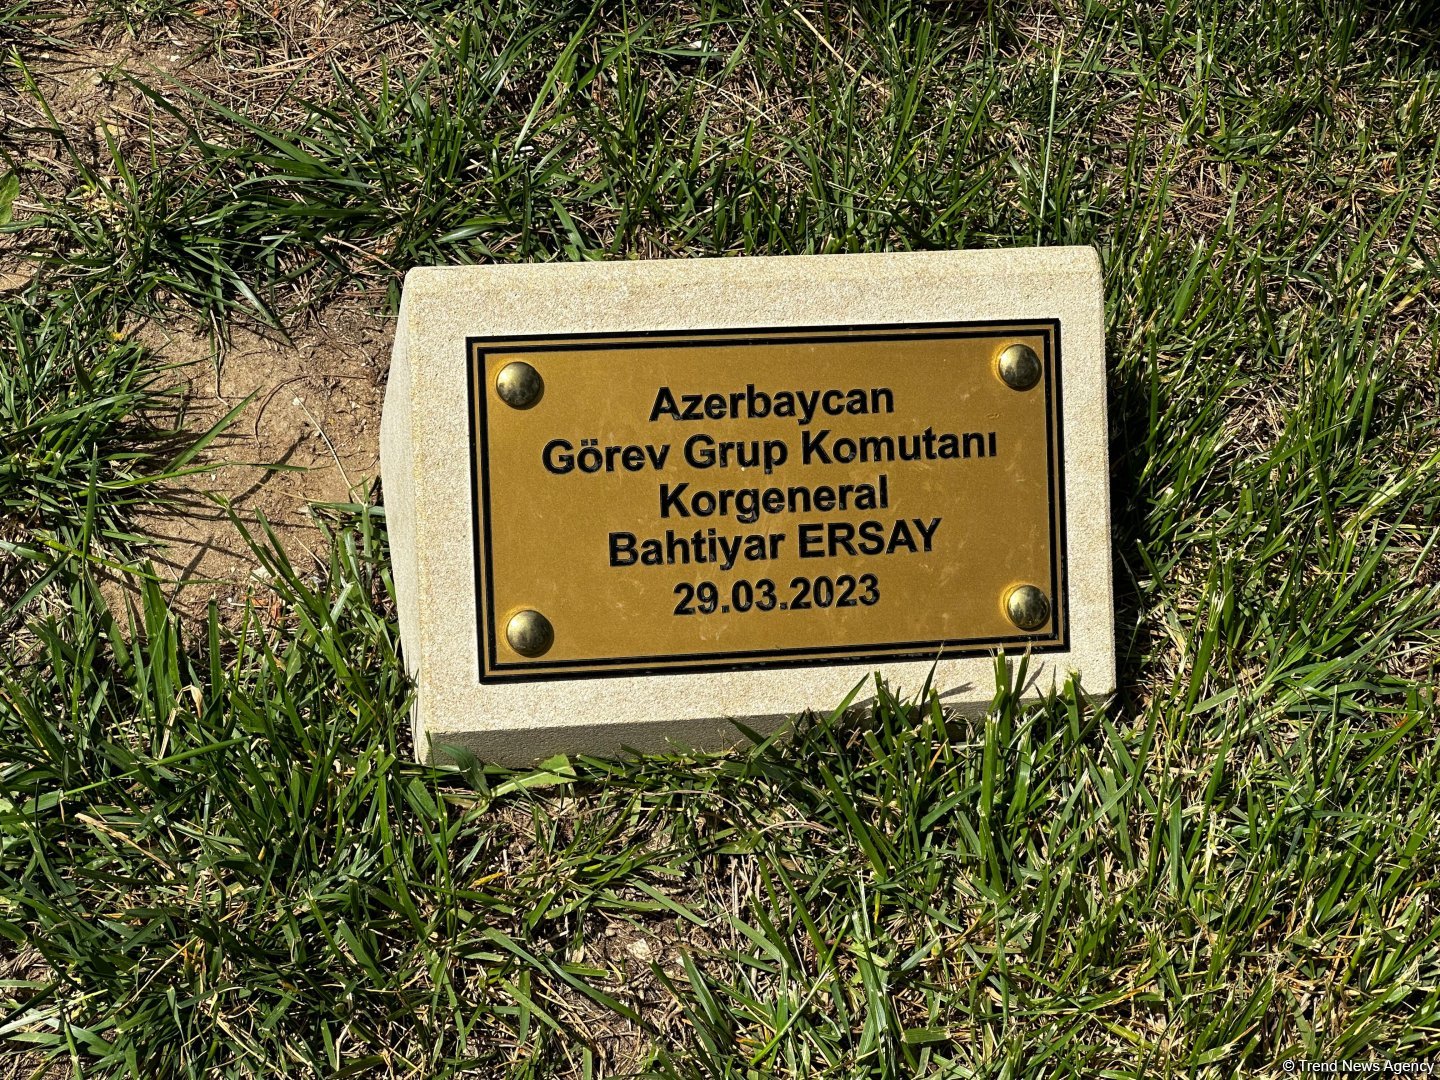 Azerbaycan
Görev Grup Komutanı
Korgeneral
Bahtiyar ERSAY
29.03.2023
© Trend News Agency